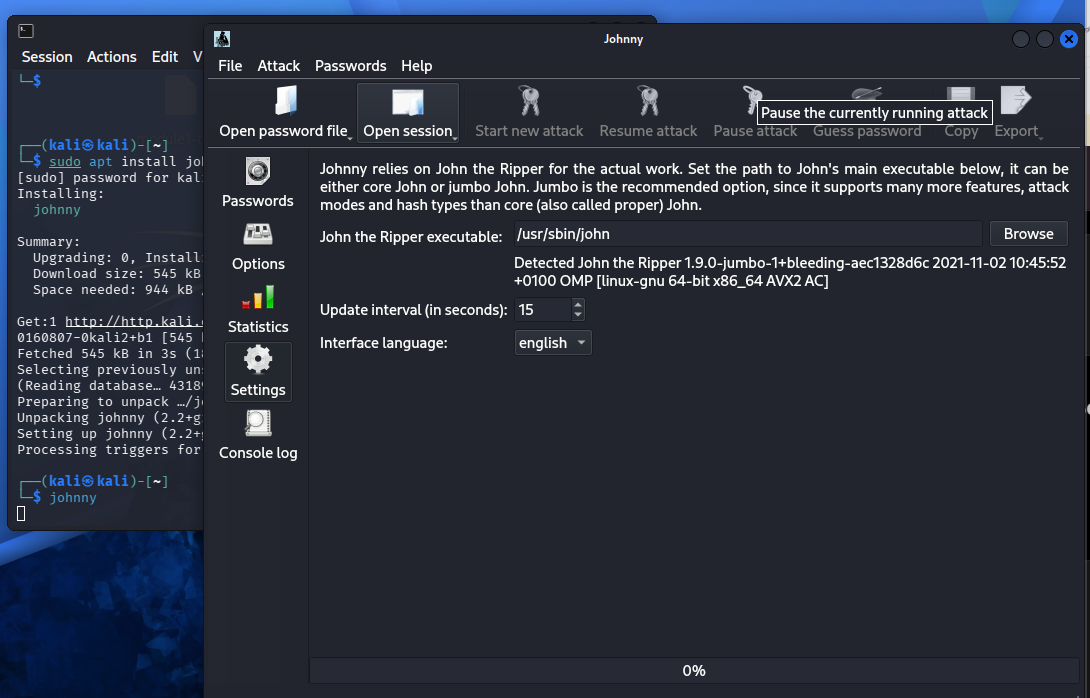 Session Actions Edit V
└─$
┌──(kali㉿kali)-[~]
└─$ sudo apt install joh
[sudo] password for kali
Installing:
johnny
Summary:
Upgrading: 0, Install
Download size: 545 kB
Space needed: 944 kB
Get:1 http://http.kali.
0160807-0kali2+b1 [545
Fetched 545 kB in 3s (18
Selecting previously uns
(Reading database… 43189
Preparing to unpack …/jo
Unpacking johnny (2.2+g
Setting up johnny (2.2+g
Processing triggers for
┌──(kali㉿kali)-[~]
└─$ johnny
Johnny
File Attack Passwords Help
Open password file Open session Start new attack Resume attack Pause attack Guess password Copy Export
Pause the currently running attack
Passwords
Options
Statistics
Settings
Console log
Johnny relies on John the Ripper for the actual work. Set the path to John's main executable below, it can be
either core John or jumbo John. Jumbo is the recommended option, since it supports many more features, attack
modes and hash types than core (also called proper) John.
John the Ripper executable: /usr/sbin/john Browse
Detected John the Ripper 1.9.0-jumbo-1+bleeding-aec1328d6c 2021-11-02 10:45:52
+0100 OMP [linux-gnu 64-bit x86_64 AVX2 AC]
Update interval (in seconds): 15
Interface language: english
0%